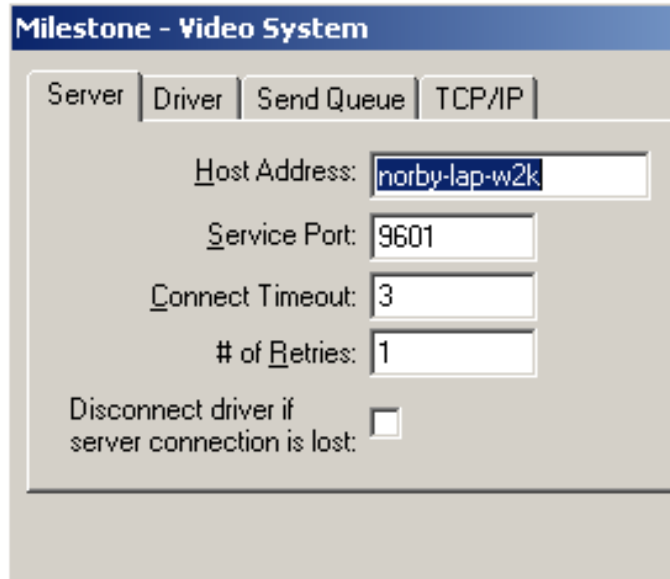 Milestone - Video System
Server Driver Send Queue TCP/IP
Host Address: norby-lap-w2k
Service Port: 9601
Connect Timeout: 3
# of Retries: 1
Disconnect driver if
server connection is lost: